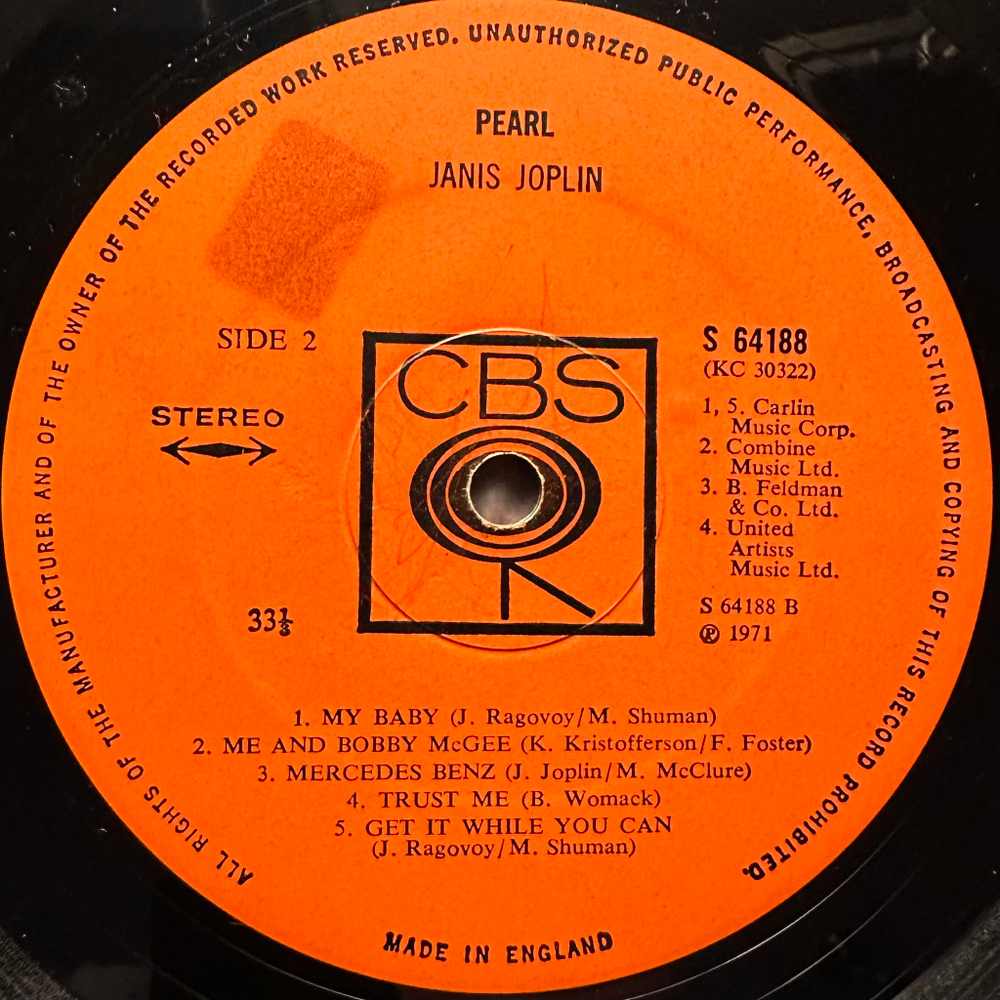 ALL RIGHTS OF THE MANUFACTURER AND OF THE OWNER OF THE RECORDED WORK RESERVED. UNAUTHORIZED PUBLIC PERFORMANCE, BROADCASTING AND COPYING OF THIS RECORD PROHIBITED.
PEARL
JANIS JOPLIN
SIDE 2
STEREO
33⅓
CBS
S 64188
(KC 30322)
1, 5. Carlin
Music Corp.
2. Combine
Music Ltd.
3. B. Feldman
& Co. Ltd.
4. United
Artists
Music Ltd.
S 64188 B
℗ 1971
1. MY BABY (J. Ragovoy/M. Shuman)
2. ME AND BOBBY McGEE (K. Kristofferson/F. Foster)
3. MERCEDES BENZ (J. Joplin/M. McClure)
4. TRUST ME (B. Womack)
5. GET IT WHILE YOU CAN
(J. Ragovoy/M. Shuman)
MADE IN ENGLAND